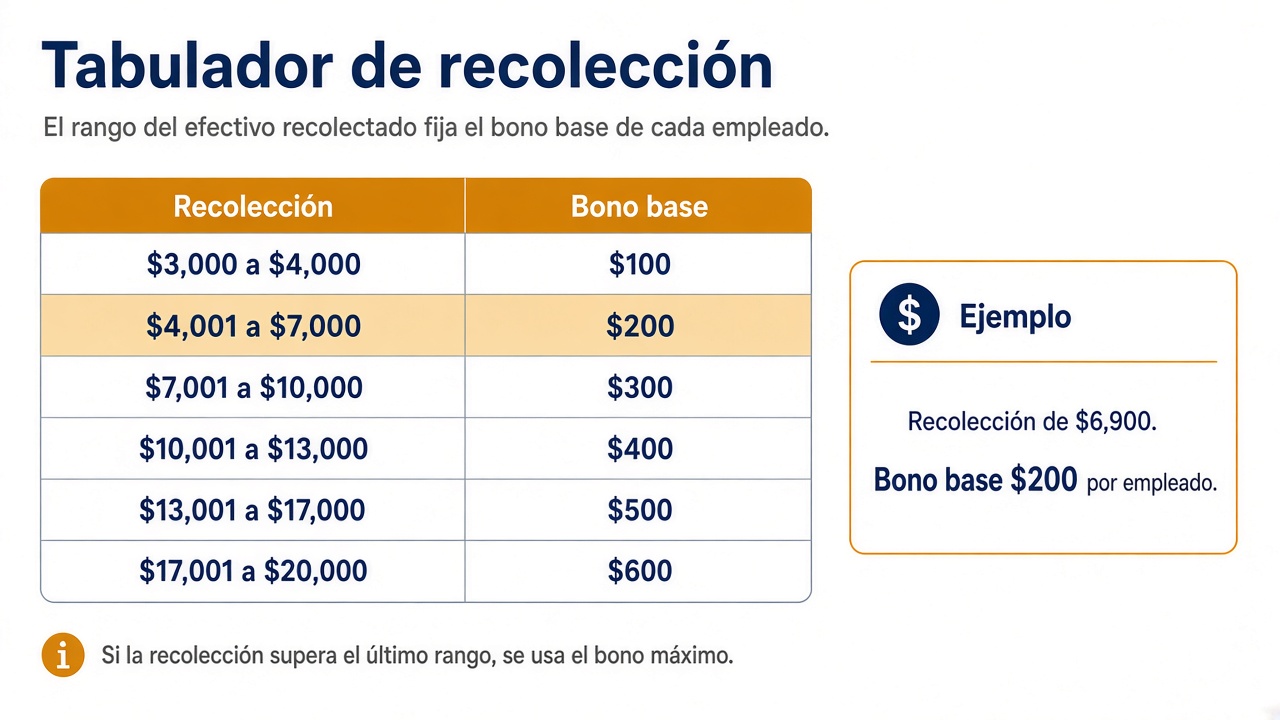 Tabulador de recolección
El rango del efectivo recolectado fija el bono base de cada empleado.
Recolección Bono base
$3,000 a $4,000 $100
$4,001 a $7,000 $200
$7,001 a $10,000 $300
$10,001 a $13,000 $400
$13,001 a $17,000 $500
$17,001 a $20,000 $600
$ Ejemplo
Recolección de $6,900.
Bono base $200 por empleado.
i Si la recolección supera el último rango, se usa el bono máximo.